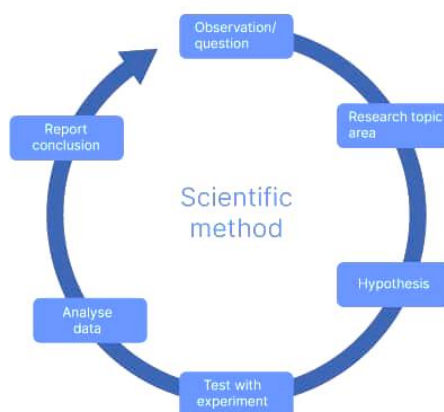 Observation/
question
Research topic
area
Hypothesis
Test with
experiment
Analyse
data
Report
conclusion
Scientific
method